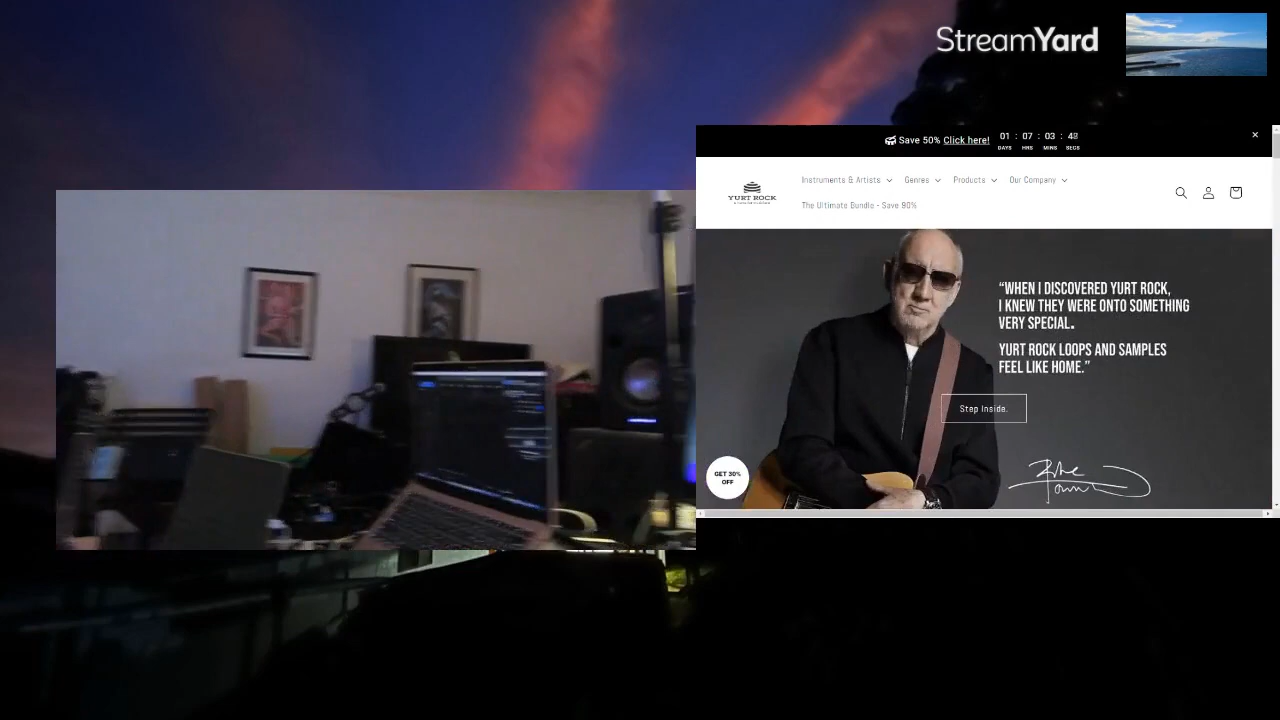 StreamYard
Save 50% Click here!
01 : 07 : 03 : 48
DAYS HRS MINS SECS
YURT ROCK
Instruments & Artists
Genres
Products
Our Company
The Ultimate Bundle - Save 90%
“WHEN I DISCOVERED YURT ROCK,
I KNEW THEY WERE ONTO SOMETHING
VERY SPECIAL.
YURT ROCK LOOPS AND SAMPLES
FEEL LIKE HOME.”
Step Inside.
GET 30%
OFF